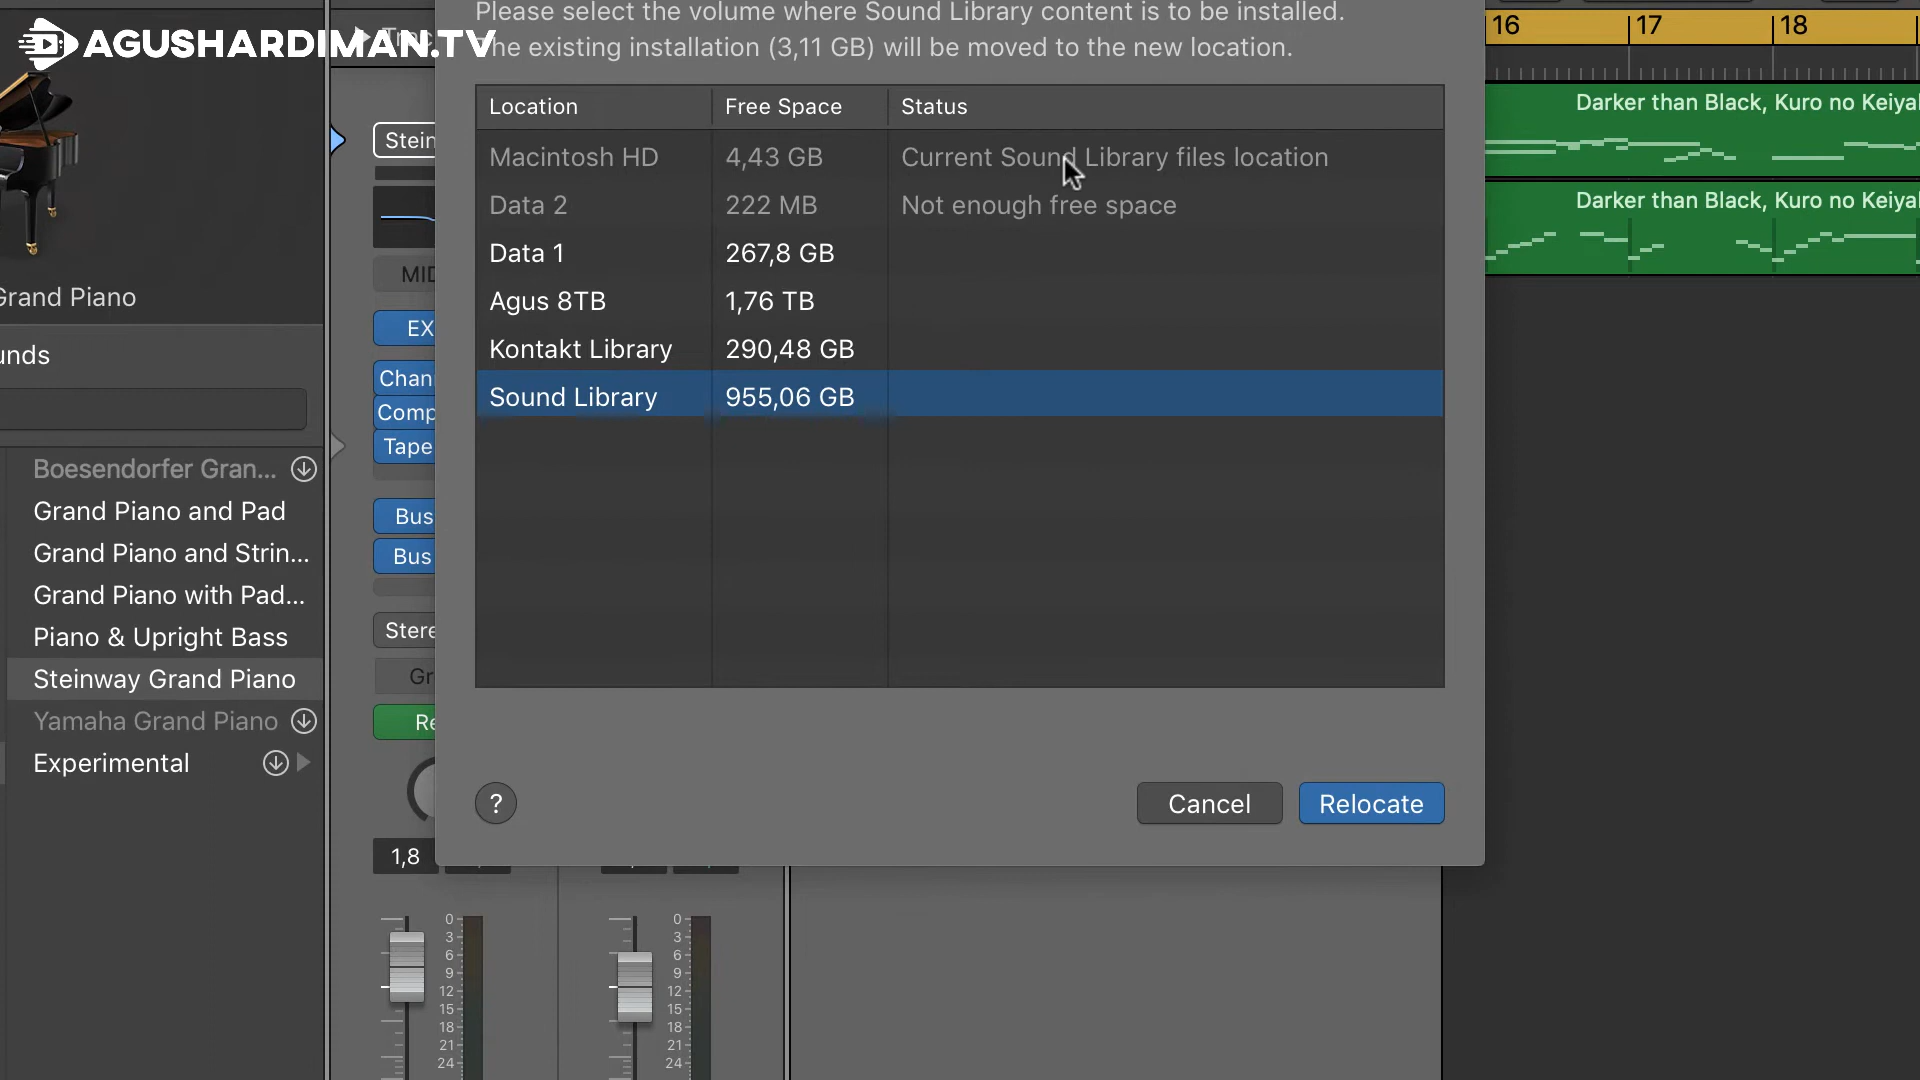 AGUSHARDIMAN.TV
Please select the volume where Sound Library content is to be installed.
The existing installation (3,11 GB) will be moved to the new location.
Location Free Space Status
Macintosh HD 4,43 GB Current Sound Library files location
Data 2 222 MB Not enough free space
Data 1 267,8 GB
Agus 8TB 1,76 TB
Kontakt Library 290,48 GB
Sound Library 955,06 GB
? Cancel Relocate
Grand Piano
unds
Boesendorfer Gran...
Grand Piano and Pad
Grand Piano and Strin...
Grand Piano with Pad...
Piano & Upright Bass
Steinway Grand Piano
Yamaha Grand Piano
Experimental
Stein
MID
EX
Chan
Comp
Tape
Bus
Bus
Stere
Gr
Re
1,8
0
3
6
9
12
15
18
21
24
0
3
6
9
12
15
18
21
24
16 17 18
Darker than Black, Kuro no Keiya
Darker than Black, Kuro no Keiya